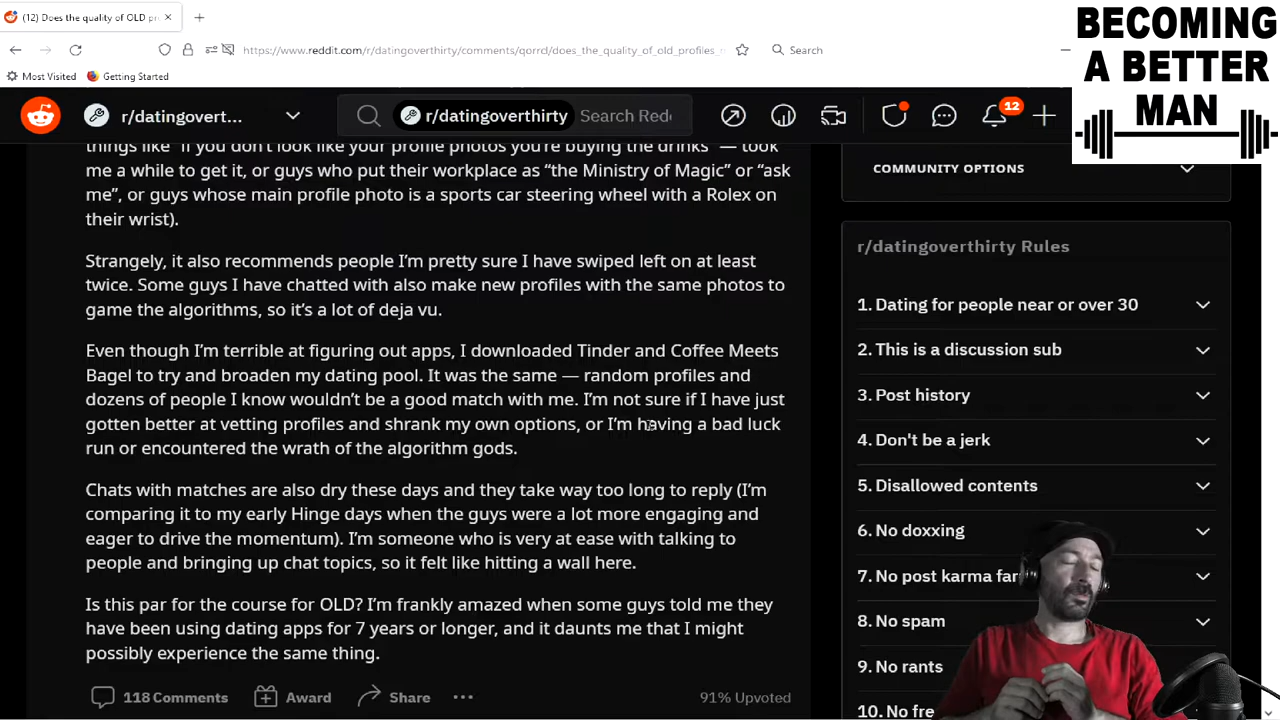 (12) Does the quality of OLD pr
https://www.reddit.com/r/datingoverthirty/comments/qorrcl/does_the_quality_of_old_profiles_
Search
Most Visited
Getting Started
BECOMING
A BETTER
MAN
r/datingovert...
r/datingoverthirty
Search Red
12
things like "if you don't look like your profile photos you're buying the drinks" — took
me a while to get it, or guys who put their workplace as “the Ministry of Magic” or “ask
me”, or guys whose main profile photo is a sports car steering wheel with a Rolex on
their wrist).
Strangely, it also recommends people I’m pretty sure I have swiped left on at least
twice. Some guys I have chatted with also make new profiles with the same photos to
game the algorithms, so it’s a lot of deja vu.
Even though I’m terrible at figuring out apps, I downloaded Tinder and Coffee Meets
Bagel to try and broaden my dating pool. It was the same — random profiles and
dozens of people I know wouldn’t be a good match with me. I’m not sure if I have just
gotten better at vetting profiles and shrank my own options, or I’m having a bad luck
run or encountered the wrath of the algorithm gods.
Chats with matches are also dry these days and they take way too long to reply (I’m
comparing it to my early Hinge days when the guys were a lot more engaging and
eager to drive the momentum). I’m someone who is very at ease with talking to
people and bringing up chat topics, so it felt like hitting a wall here.
Is this par for the course for OLD? I’m frankly amazed when some guys told me they
have been using dating apps for 7 years or longer, and it daunts me that I might
possibly experience the same thing.
118 Comments
Award
Share
91% Upvoted
COMMUNITY OPTIONS
r/datingoverthirty Rules
1. Dating for people near or over 30
2. This is a discussion sub
3. Post history
4. Don't be a jerk
5. Disallowed contents
6. No doxxing
7. No post karma far
8. No spam
9. No rants
10. No fre